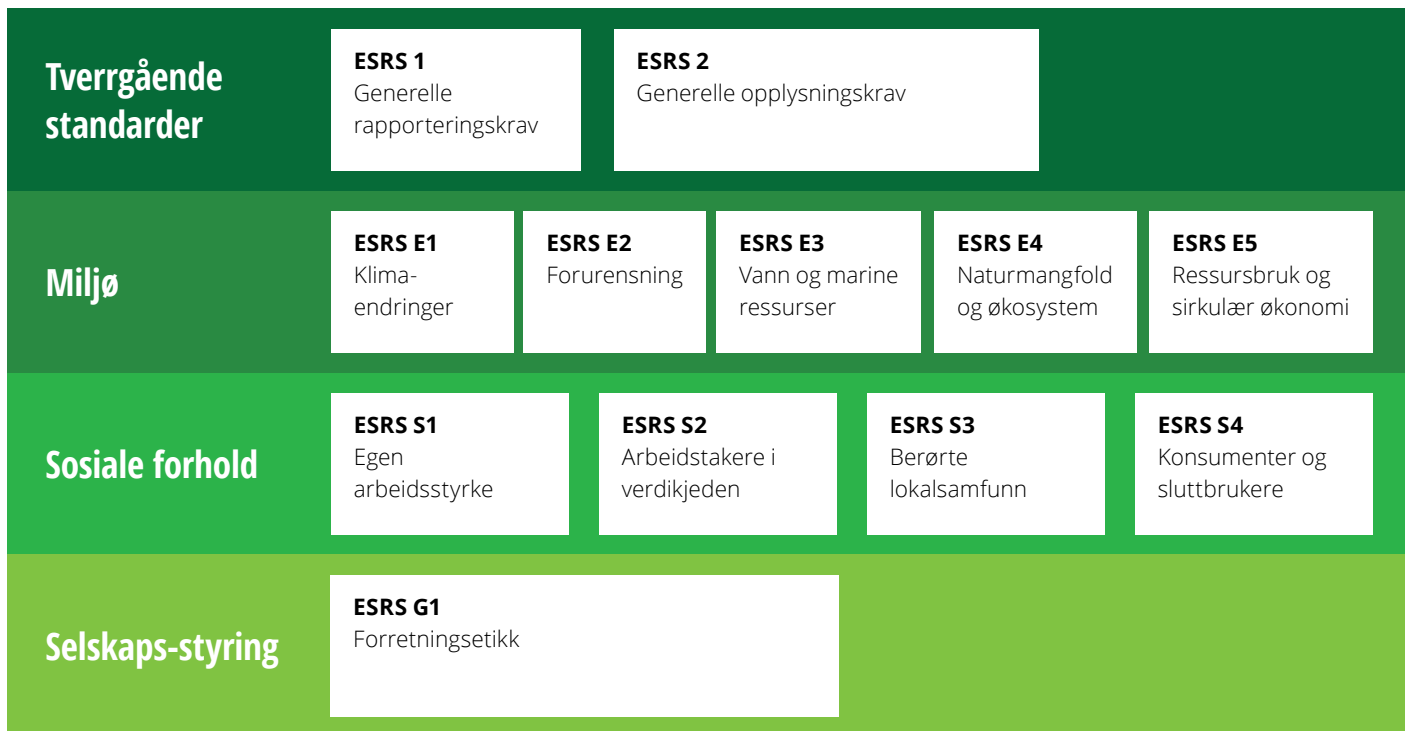 Tverrgående
standarder
ESRS 1
Generelle
rapporteringskrav
ESRS 2
Generelle opplysningskrav
Miljø
ESRS E1
Klima-
endringer
ESRS E2
Forurensning
ESRS E3
Vann og marine
ressurser
ESRS E4
Naturmangfold
og økosystem
ESRS E5
Ressursbruk og
sirkulær økonomi
Sosiale forhold
ESRS S1
Egen
arbeidsstyrke
ESRS S2
Arbeidstakere i
verdikjeden
ESRS S3
Berørte
lokalsamfunn
ESRS S4
Konsumenter og
sluttbrukere
Selskaps-styring
ESRS G1
Forretningsetikk